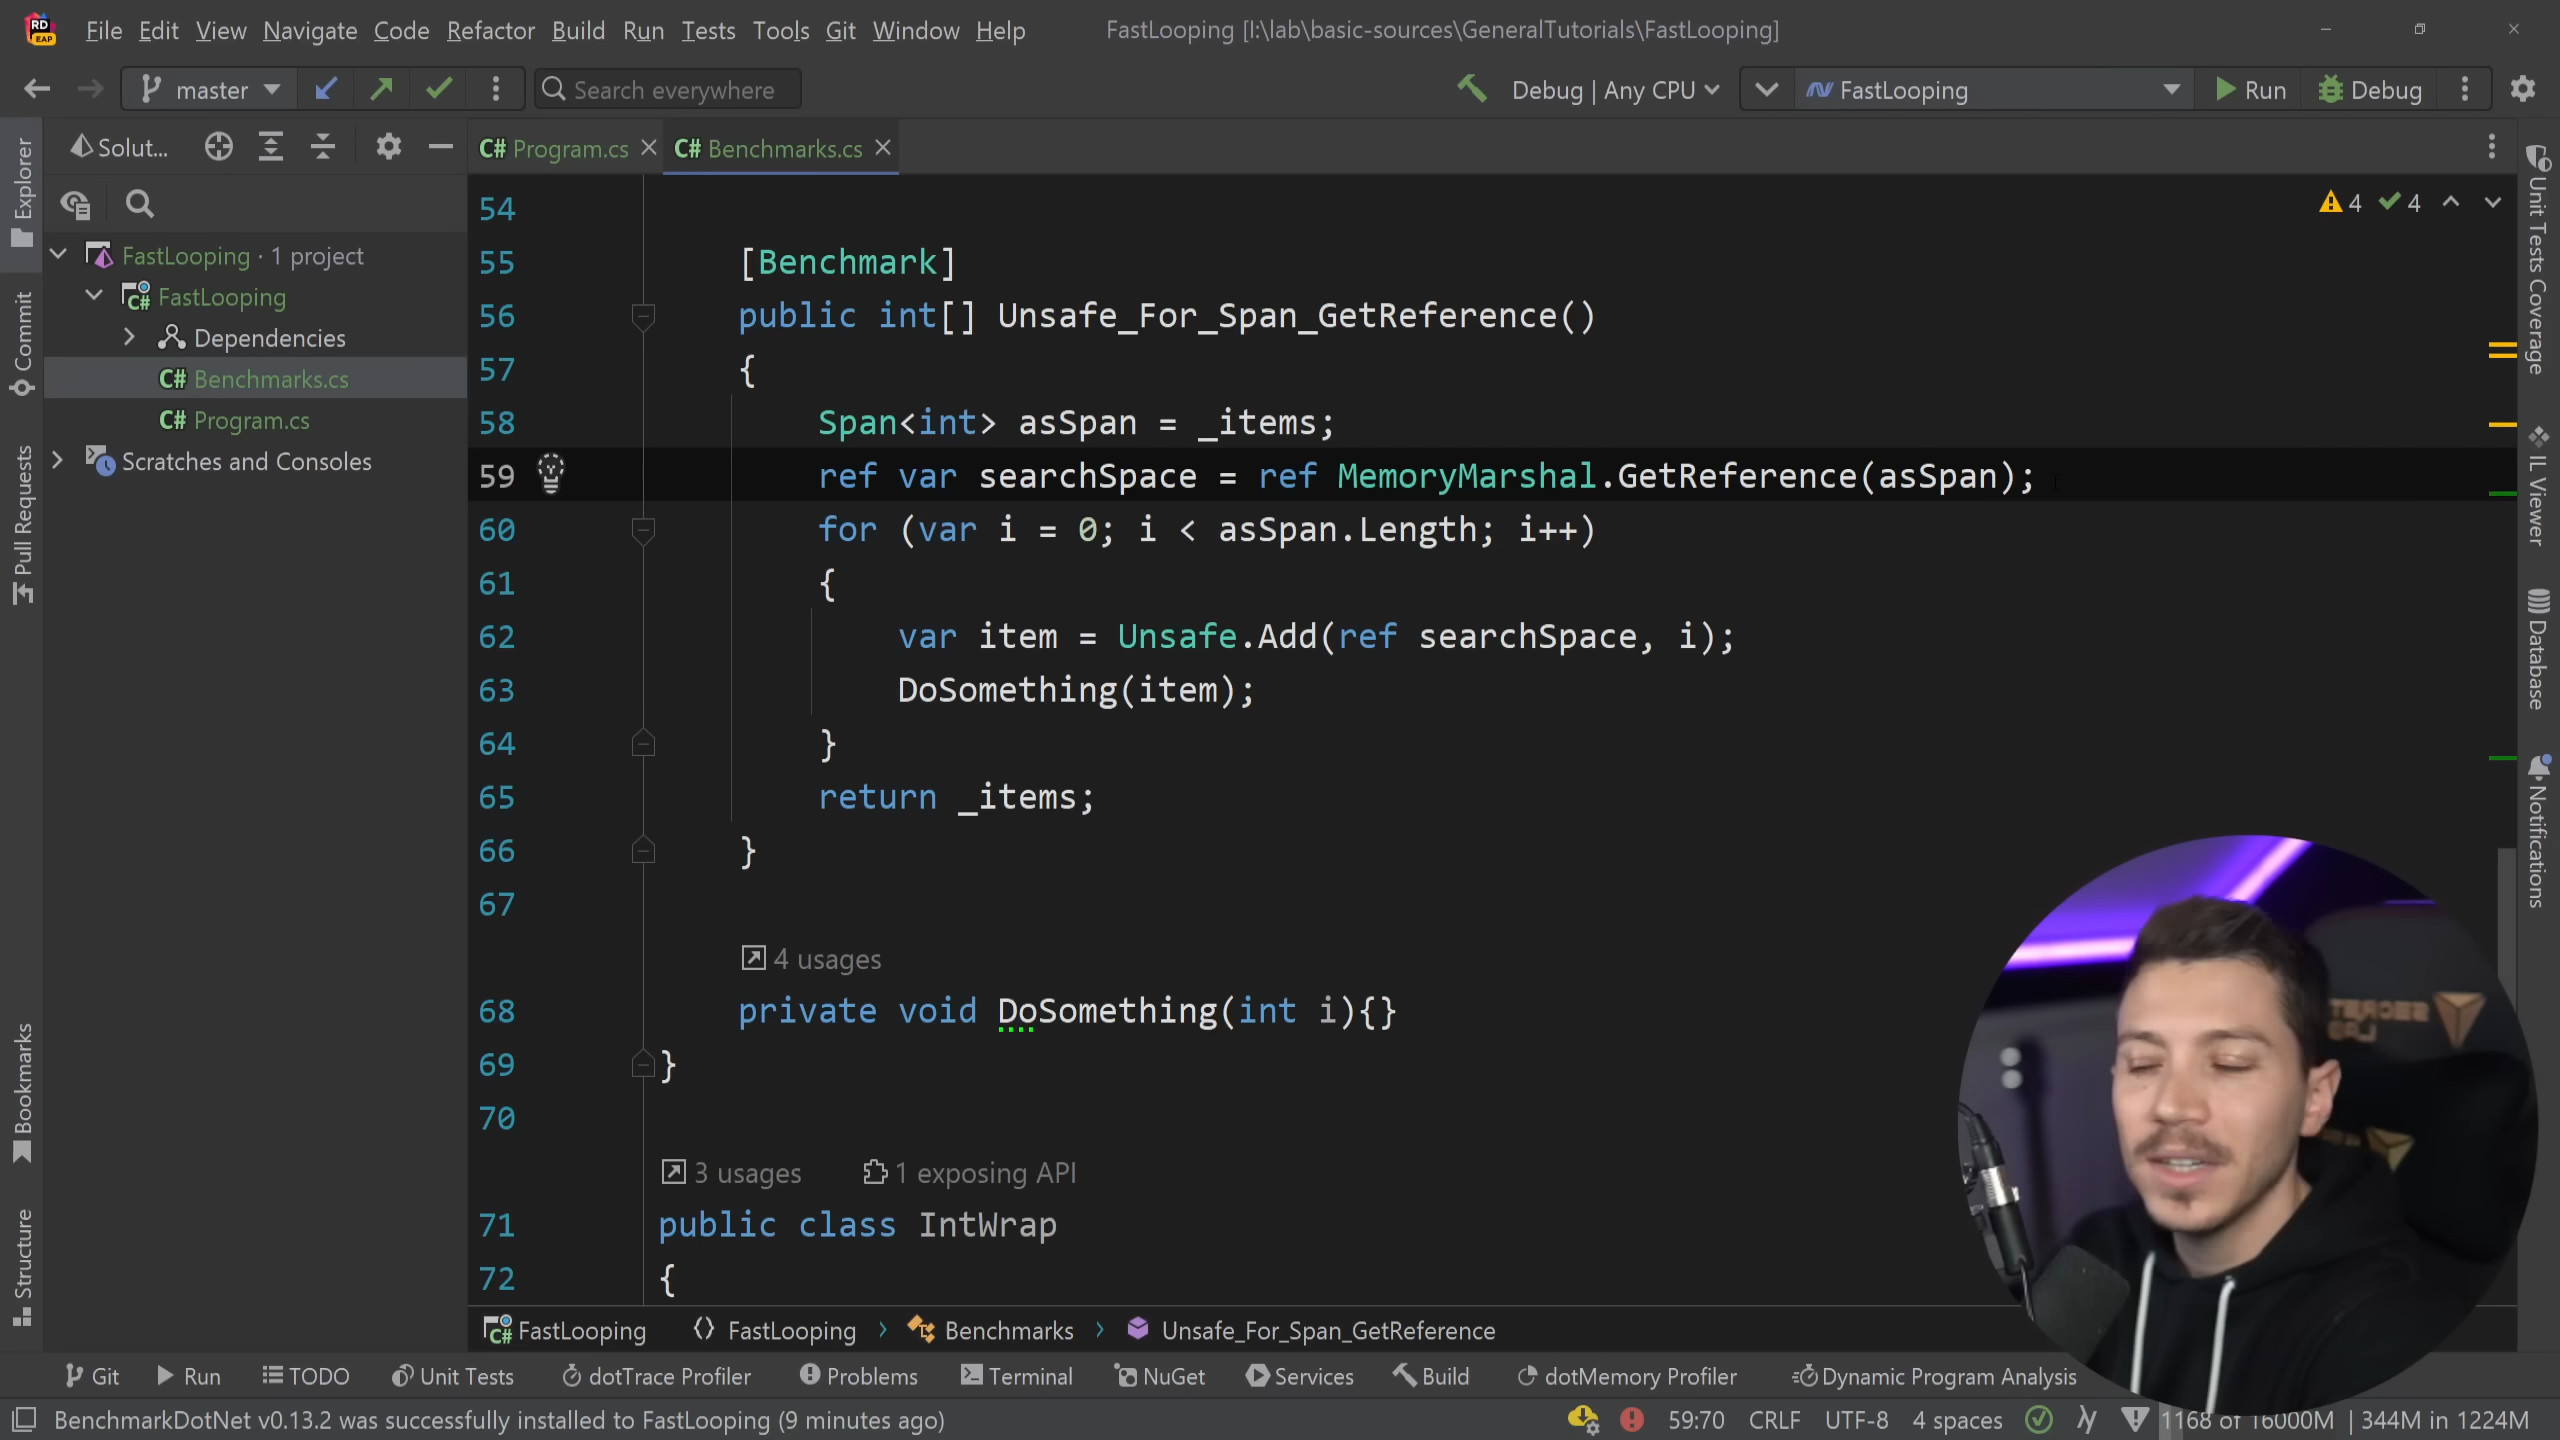 File Edit View Navigate Code Refactor Build Run Tests Tools Git Window Help FastLooping [I:\lab\basic-sources\GeneralTutorials\FastLooping]
master Search everywhere Debug | Any CPU FastLooping Run Debug
Solut... C# Program.cs C# Benchmarks.cs
Explorer
Commit
Pull Requests
Bookmarks
Structure
FastLooping · 1 project
FastLooping
Dependencies
C# Benchmarks.cs
C# Program.cs
Scratches and Consoles
4 4
54
55 [Benchmark]
56 public int[] Unsafe_For_Span_GetReference()
57 {
58 Span<int> asSpan = _items;
59 ref var searchSpace = ref MemoryMarshal.GetReference(asSpan);
60 for (var i = 0; i < asSpan.Length; i++)
61 {
62 var item = Unsafe.Add(ref searchSpace, i);
63 DoSomething(item);
64 }
65 return _items;
66 }
67
4 usages
68 private void DoSomething(int i){}
69 }
70
3 usages 1 exposing API
71 public class IntWrap
72 {
Unit Tests Coverage
IL Viewer
Database
Notifications
SECRET
LAB
FastLooping FastLooping Benchmarks Unsafe_For_Span_GetReference
Git Run TODO Unit Tests dotTrace Profiler Problems Terminal NuGet Services Build dotMemory Profiler Dynamic Program Analysis
BenchmarkDotNet v0.13.2 was successfully installed to FastLooping (9 minutes ago) 59:70 CRLF UTF-8 4 spaces 1168 of 16000M | 344M in 1224M